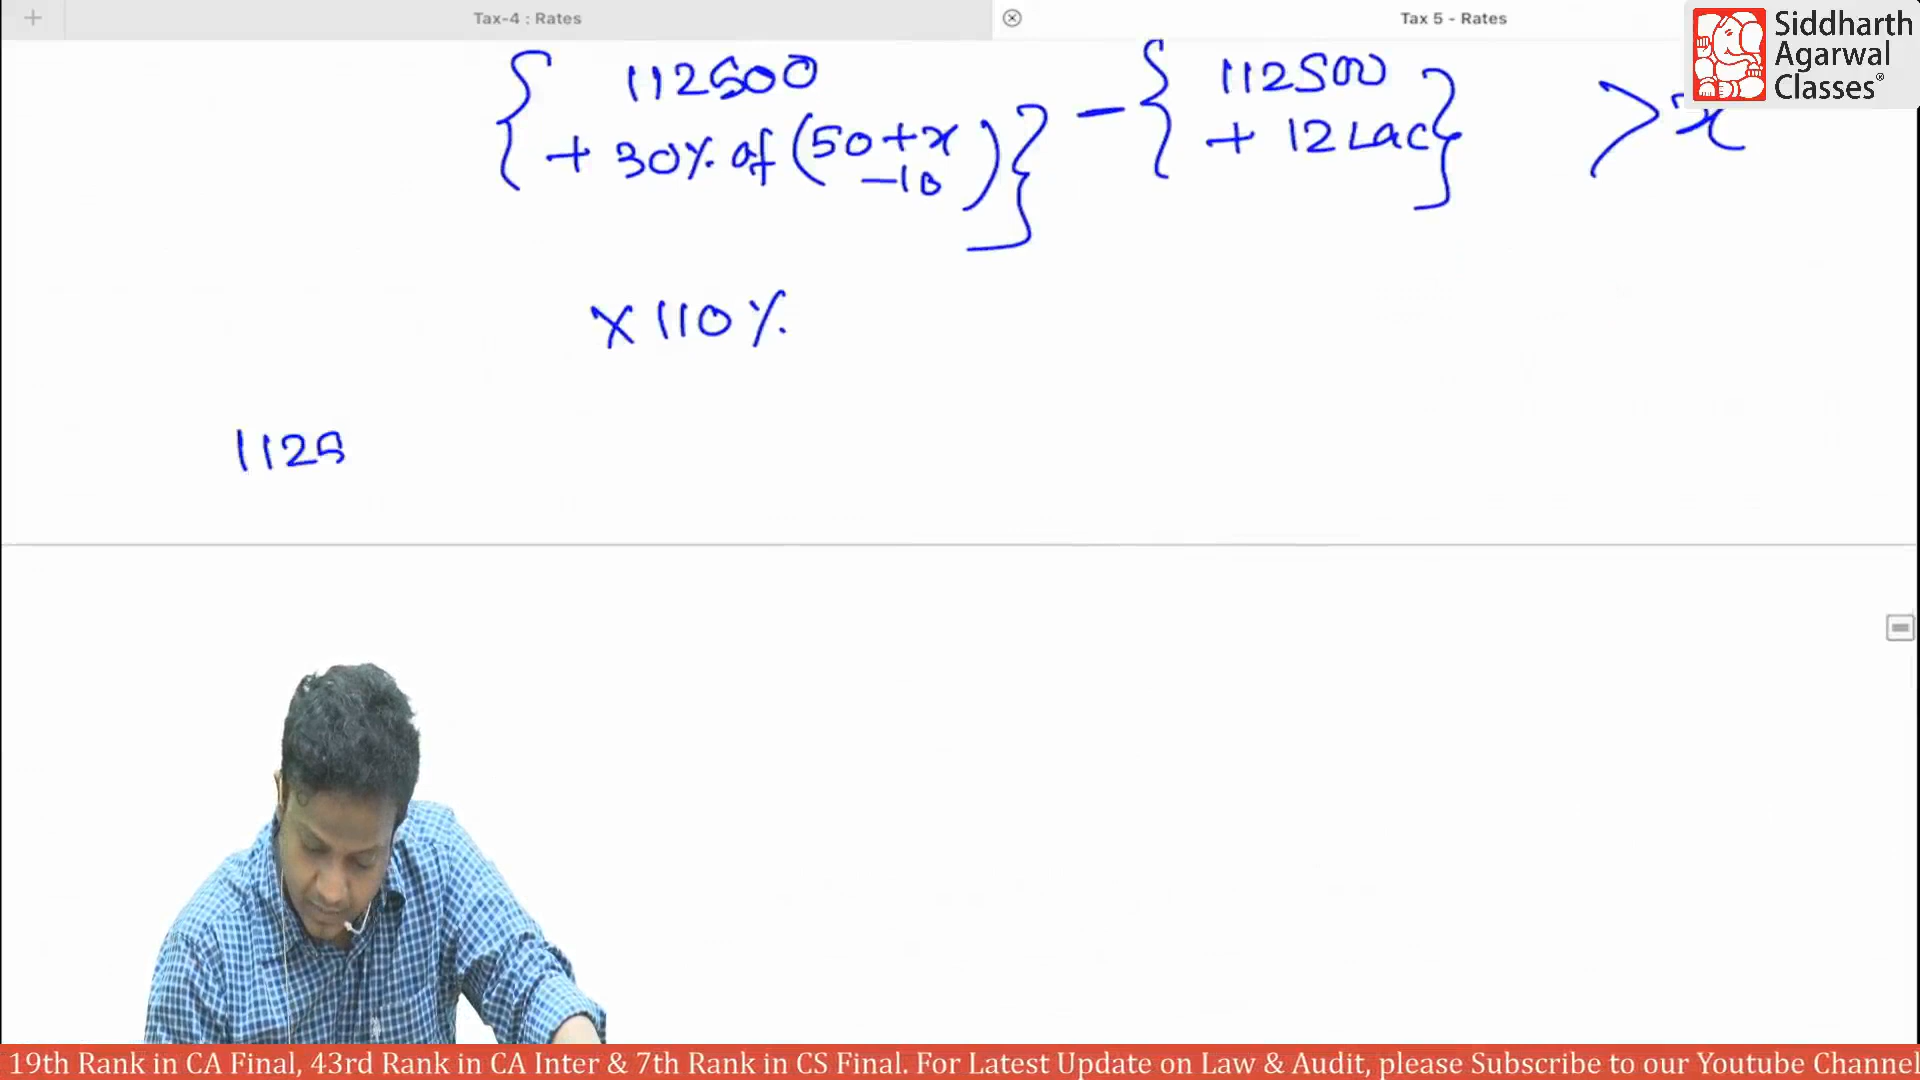 Tax-4 : Rates
Tax 5 - Rates
Siddharth
Agarwal
Classes®
{ 112500
+ 30% of (50+x
-10) } - { 112500
+ 12 Lac } > x
x 110%
1125
19th Rank in CA Final, 43rd Rank in CA Inter & 7th Rank in CS Final. For Latest Update on Law & Audit, please Subscribe to our Youtube Channel